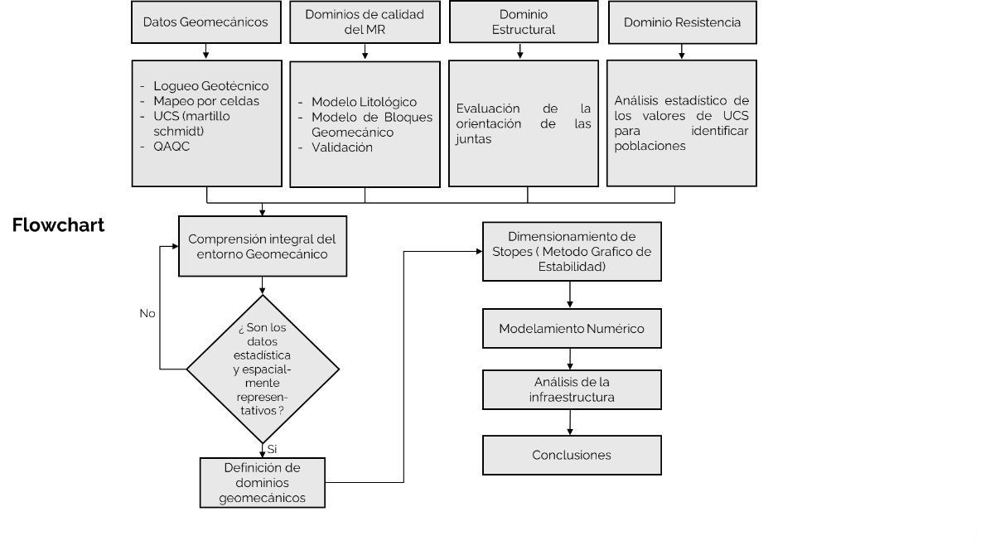 Datos Geomecánicos
Dominios de calidad
del MR
Dominio
Estructural
Dominio Resistencia
- Logueo Geotécnico
- Mapeo por celdas
- UCS (martillo
schmidt)
- QAQC
- Modelo Litológico
- Modelo de Bloques
Geomecánico
- Validación
Evaluación de la
orientación de las
juntas
Análisis estadístico de
los valores de UCS
para identificar
poblaciones
Flowchart
Comprensión integral del
entorno Geomecánico
No
¿ Son los
datos
estadística
y espacial-
mente
represen-
tativos ?
Si
Definición de
dominios
geomecánicos
Dimensionamiento de
Stopes ( Metodo Grafico de
Estabilidad)
Modelamiento Numérico
Análisis de la
infraestructura
Conclusiones